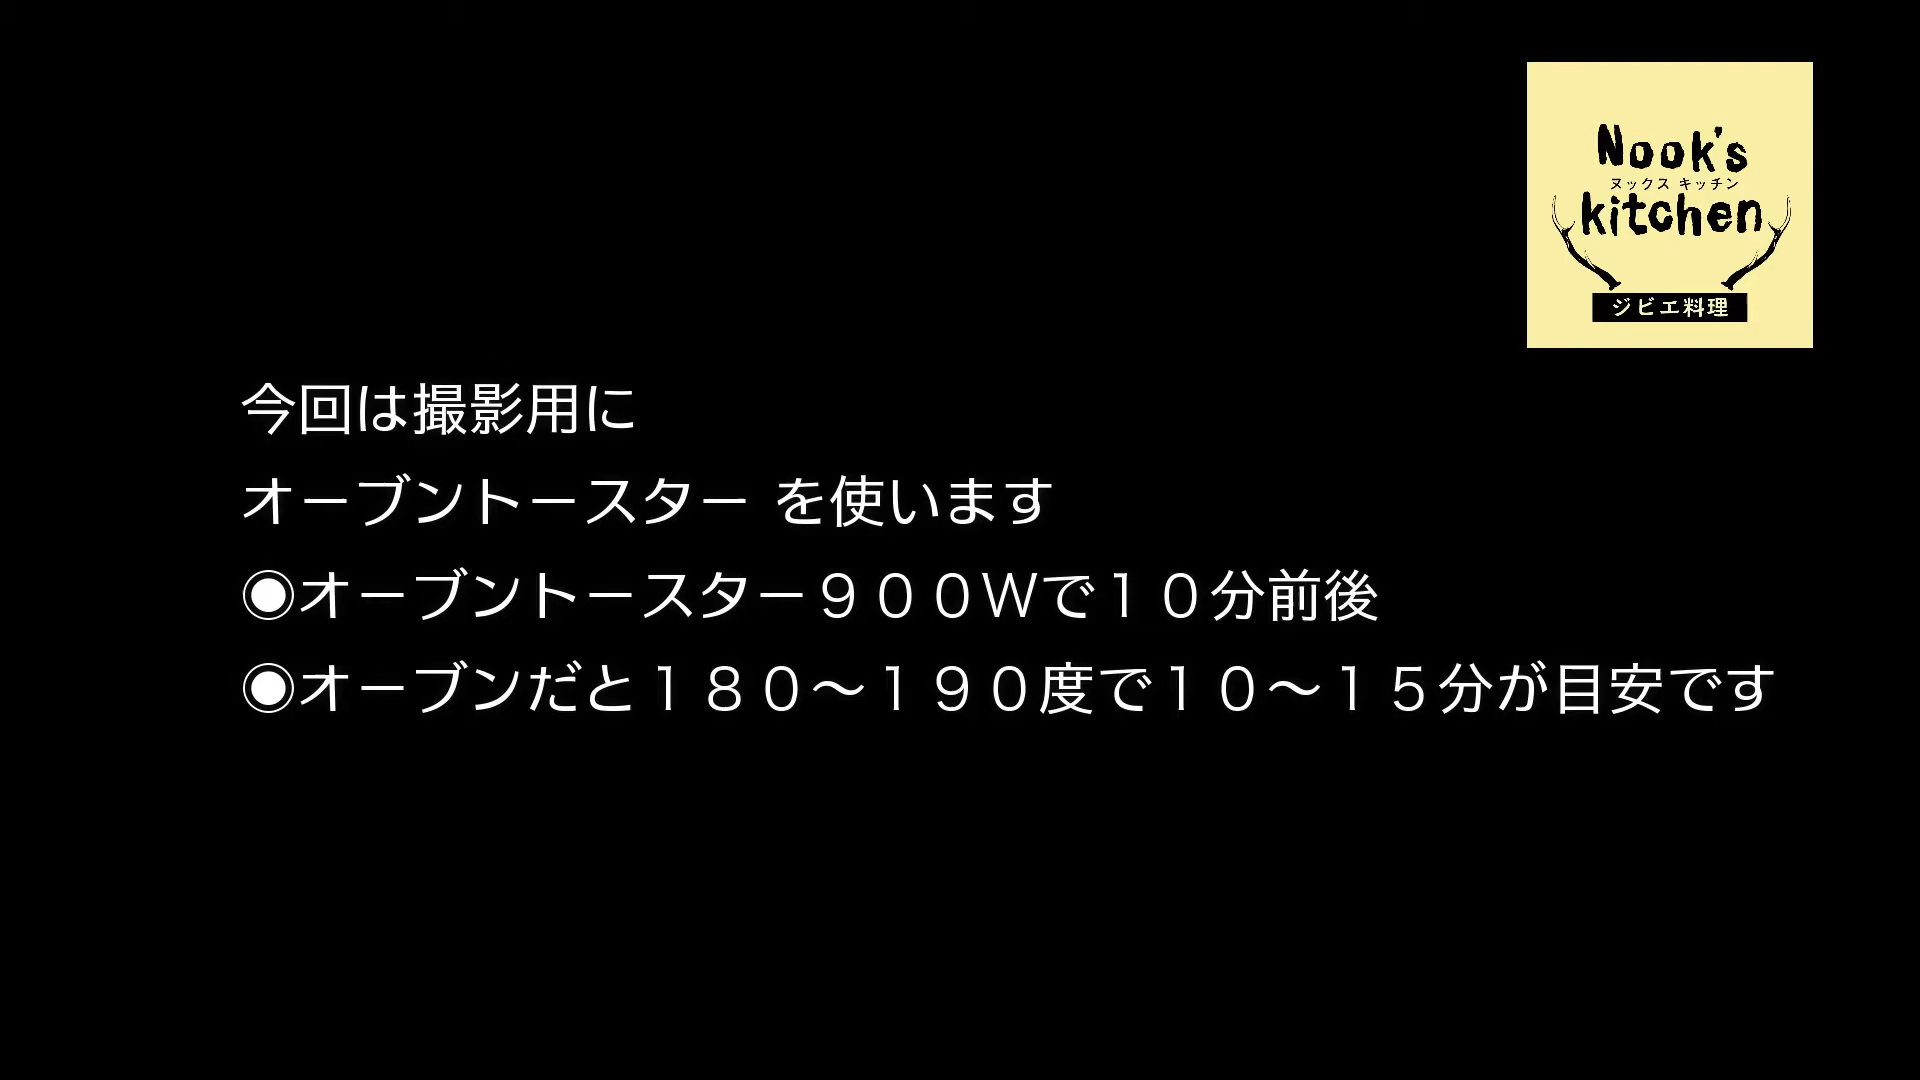 Nook's
ヌックス キッチン
kitchen
ジビエ料理
今回は撮影用に
オーブントースター を使います
◉オーブントースター９００Wで１０分前後
◉オーブンだと１８０〜１９０度で１０〜１５分が目安です